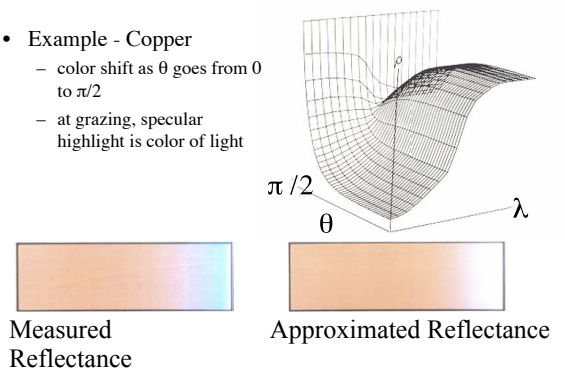 • Example - Copper
– color shift as θ goes from 0
to π/2
– at grazing, specular
highlight is color of light
ρ
π /2
θ
λ
Measured
Reflectance
Approximated Reflectance